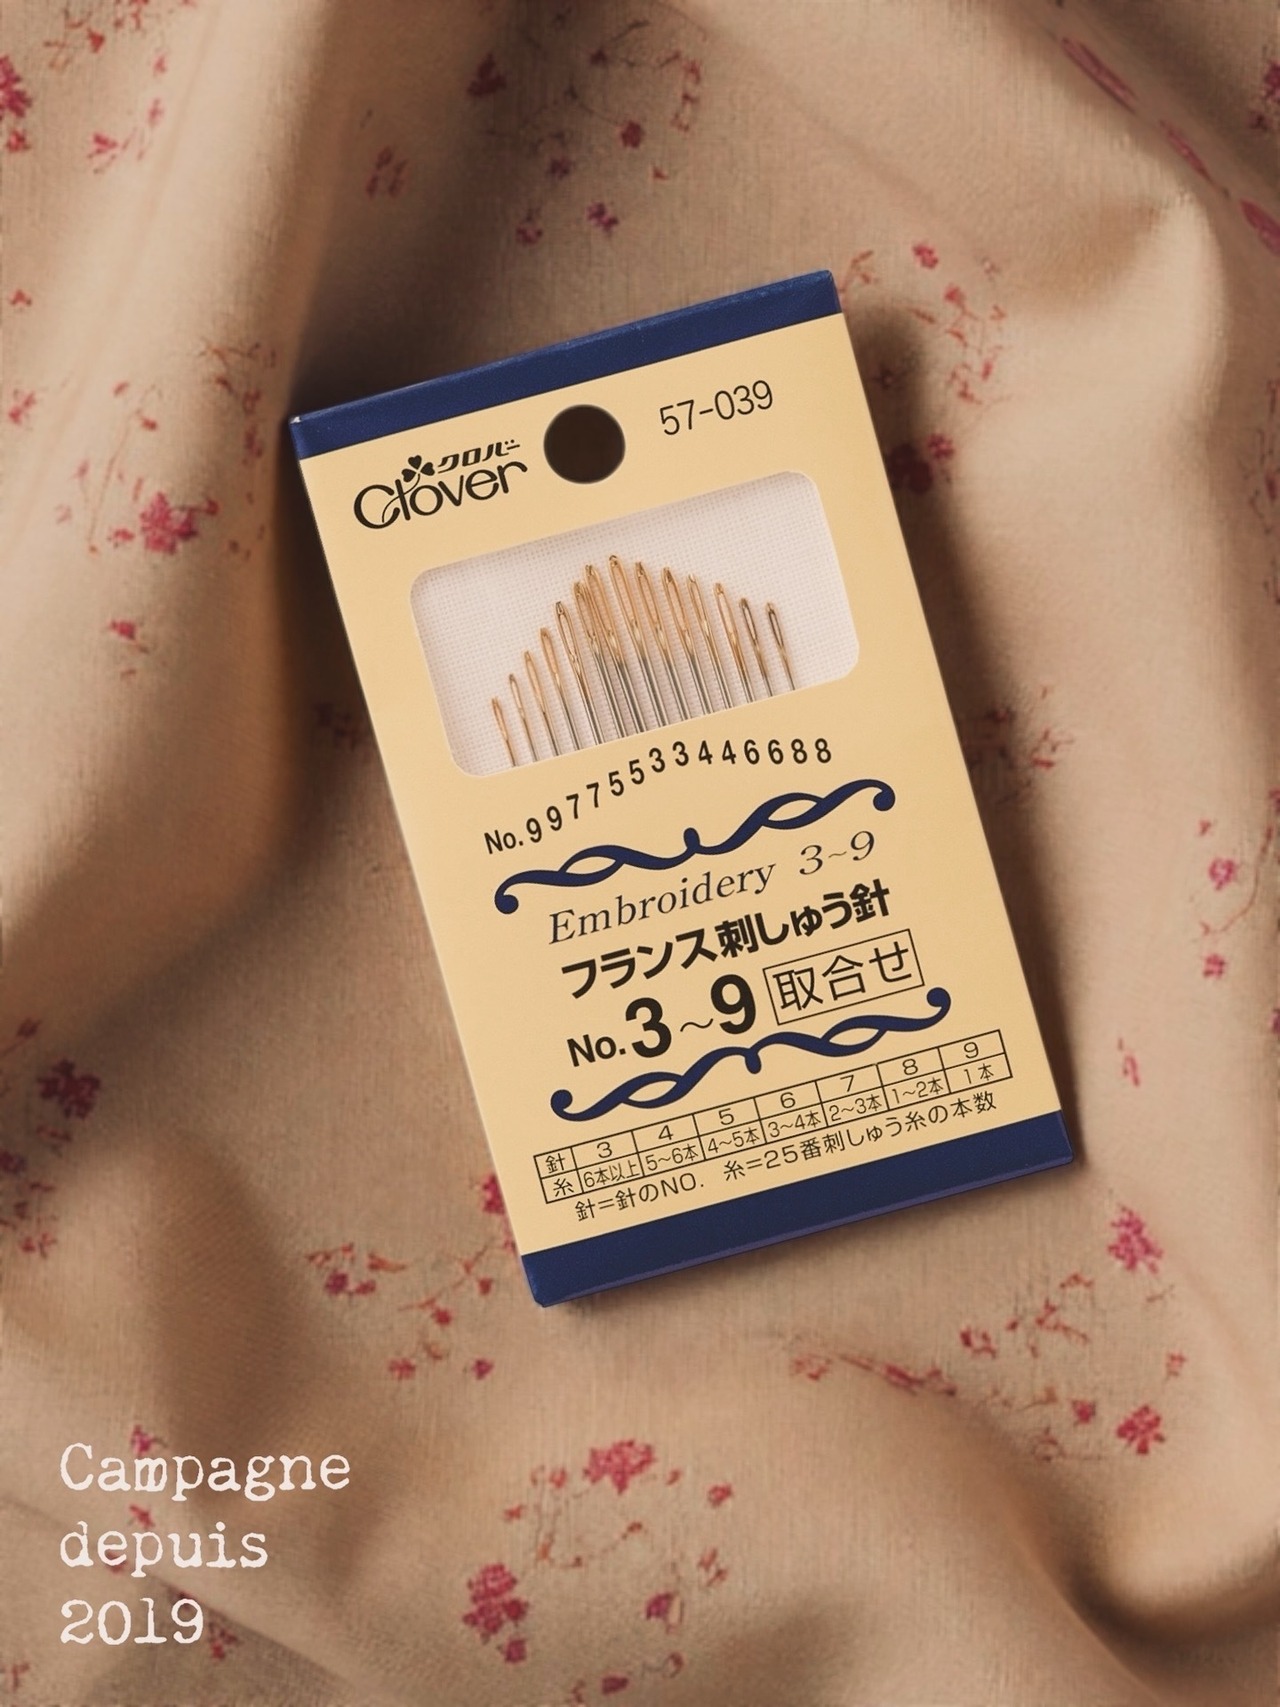 クロバー
Clover
57-039
No.99775533446688
Embroidery 3~9
フランス刺しゅう針
No.3~9 取合せ
針 3 4 5 6 7 8 9
糸 6本以上 5~6本 4~5本 3~4本 2~3本 1~2本 1本
針=針のNO. 糸=25番刺しゅう糸の本数
Campagne
depuis
2019